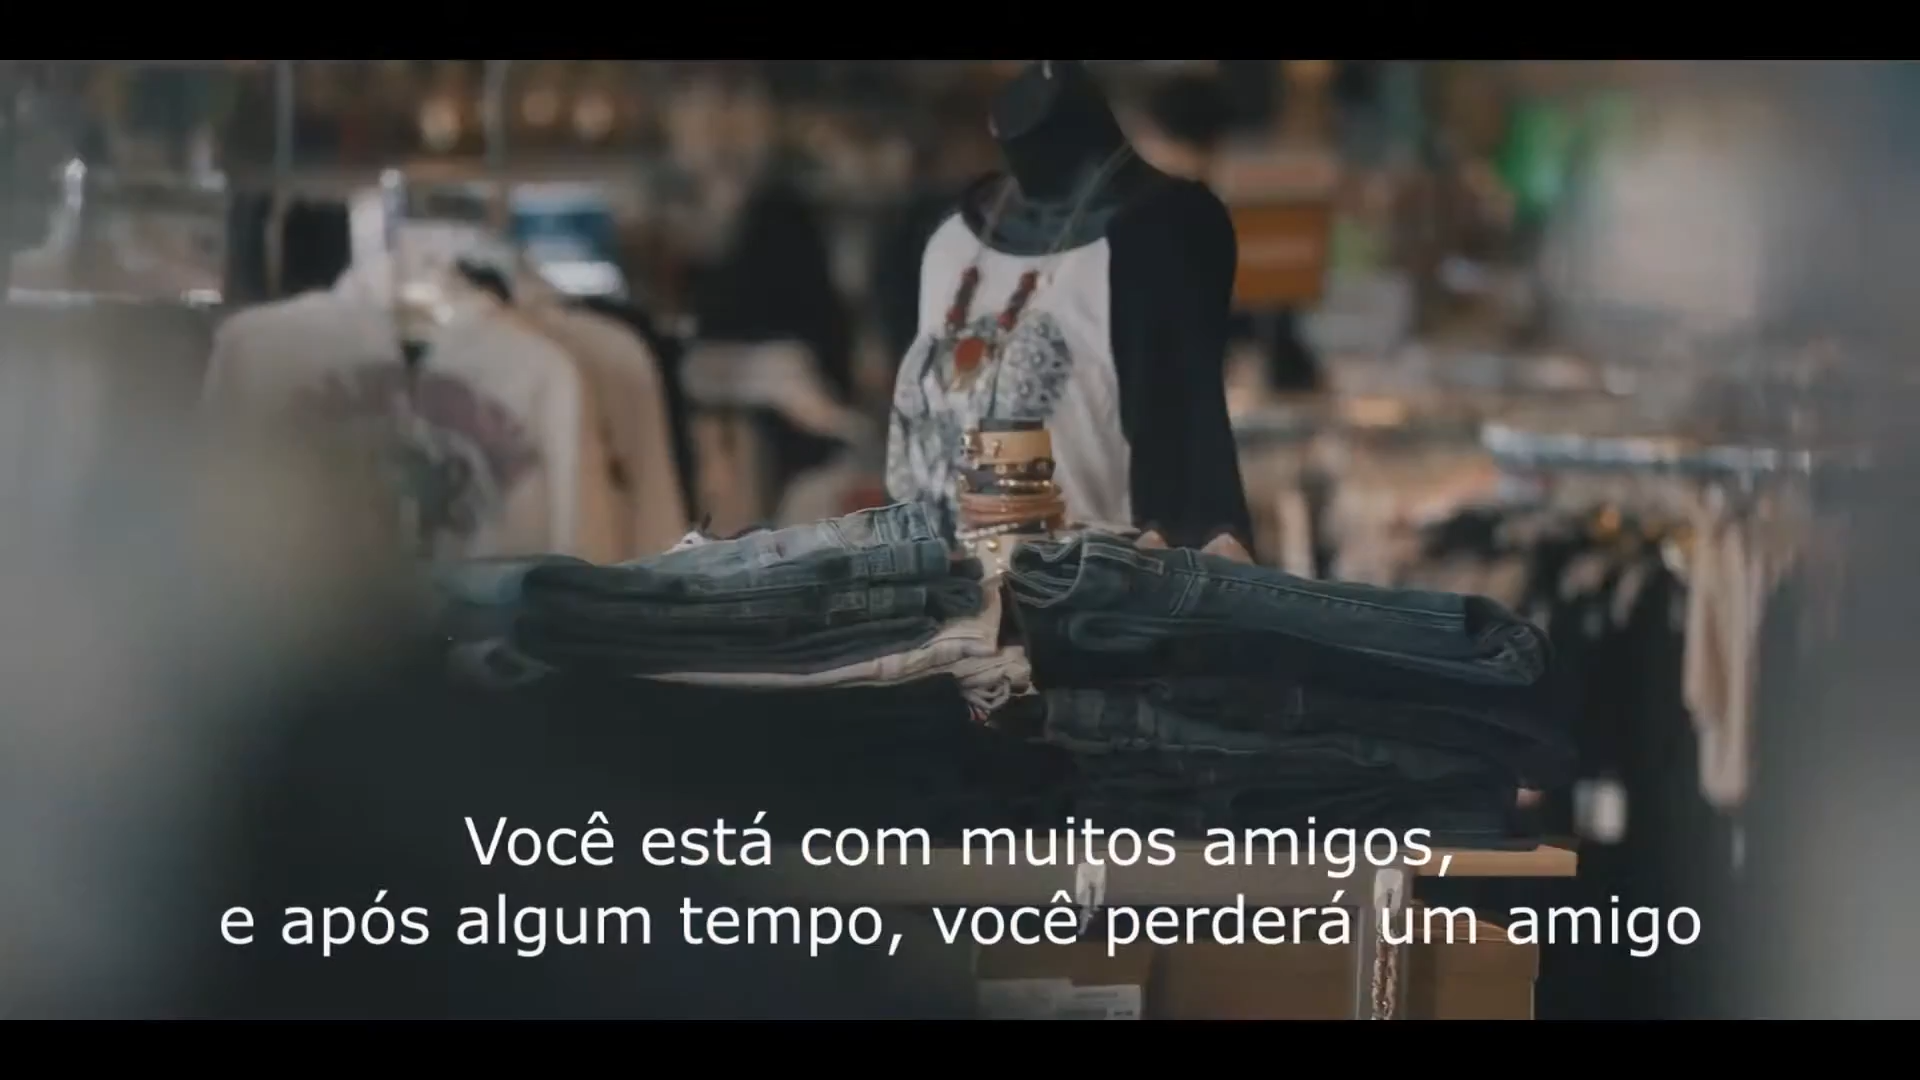 Você está com muitos amigos,
e após algum tempo, você perderá um amigo